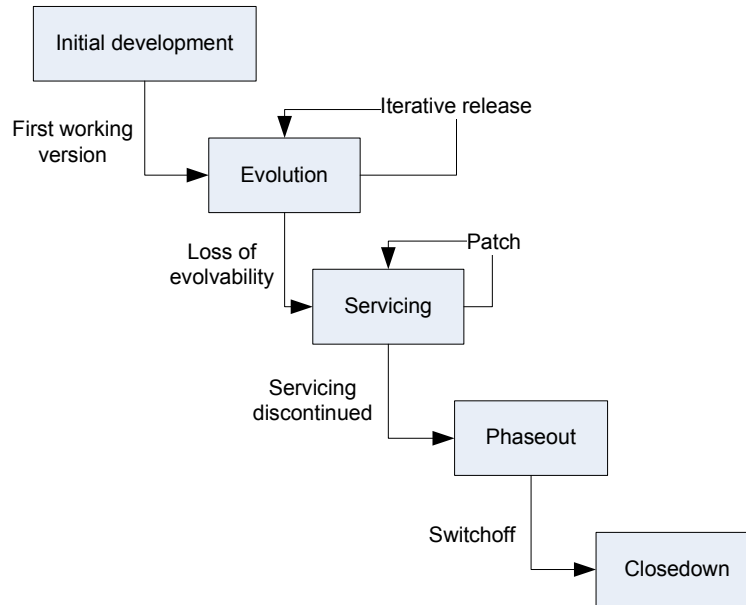 Initial development
First working
version
Iterative release
Evolution
Loss of
evolvability
Patch
Servicing
Servicing
discontinued
Phaseout
Switchoff
Closedown